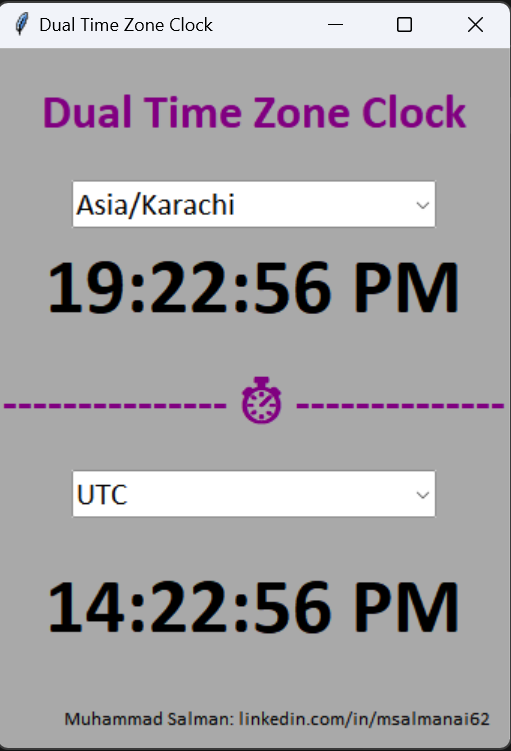 Dual Time Zone Clock
Dual Time Zone Clock
Asia/Karachi
19:22:56 PM
--------------- ⏱ ---------------
UTC
14:22:56 PM
Muhammad Salman: linkedin.com/in/msalmanai62